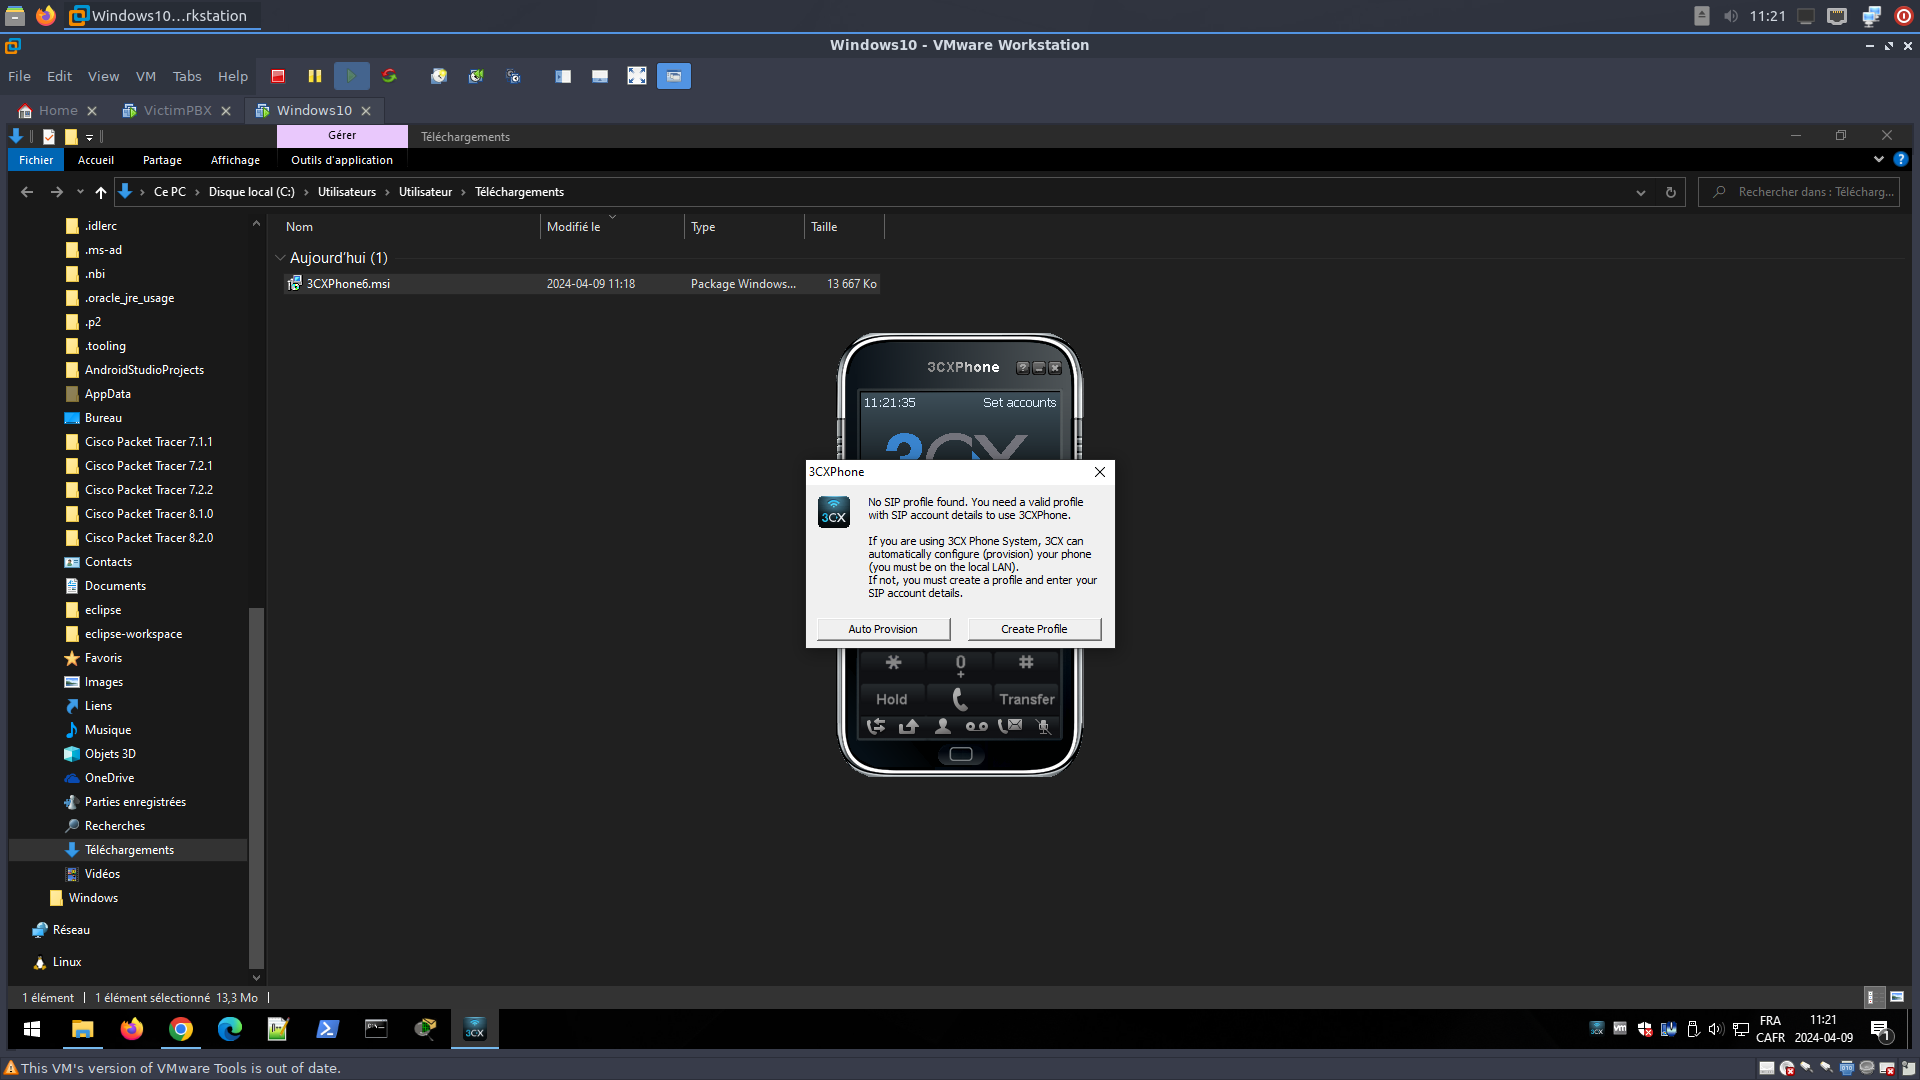 Windows10...rkstation
11:21
Windows10 - VMware Workstation
File Edit View VM Tabs Help
Home VictimPBX Windows10
Gérer Téléchargements
Fichier Accueil Partage Affichage Outils d'application
Ce PC Disque local (C:) Utilisateurs Utilisateur Téléchargements
Rechercher dans : Télécharg...
Nom Modifié le Type Taille
Aujourd'hui (1)
3CXPhone6.msi 2024-04-09 11:18 Package Windows... 13 667 Ko
.idlerc
.ms-ad
.nbi
.oracle_jre_usage
.p2
.tooling
AndroidStudioProjects
AppData
Bureau
Cisco Packet Tracer 7.1.1
Cisco Packet Tracer 7.2.1
Cisco Packet Tracer 7.2.2
Cisco Packet Tracer 8.1.0
Cisco Packet Tracer 8.2.0
Contacts
Documents
eclipse
eclipse-workspace
Favoris
Images
Liens
Musique
Objets 3D
OneDrive
Parties enregistrées
Recherches
Téléchargements
Vidéos
Windows
Réseau
Linux
3CXPhone
11:21:35 Set accounts
3CX
3CXPhone
3CX
No SIP profile found. You need a valid profile
with SIP account details to use 3CXPhone.
If you are using 3CX Phone System, 3CX can
automatically configure (provision) your phone
(you must be on the local LAN).
If not, you must create a profile and enter your
SIP account details.
Auto Provision Create Profile
* 0 #
+
Hold Transfer
1 élément 1 élément sélectionné 13,3 Mo
3CX
FRA
CAFR
11:21
2024-04-09
1
This VM's version of VMware Tools is out of date.